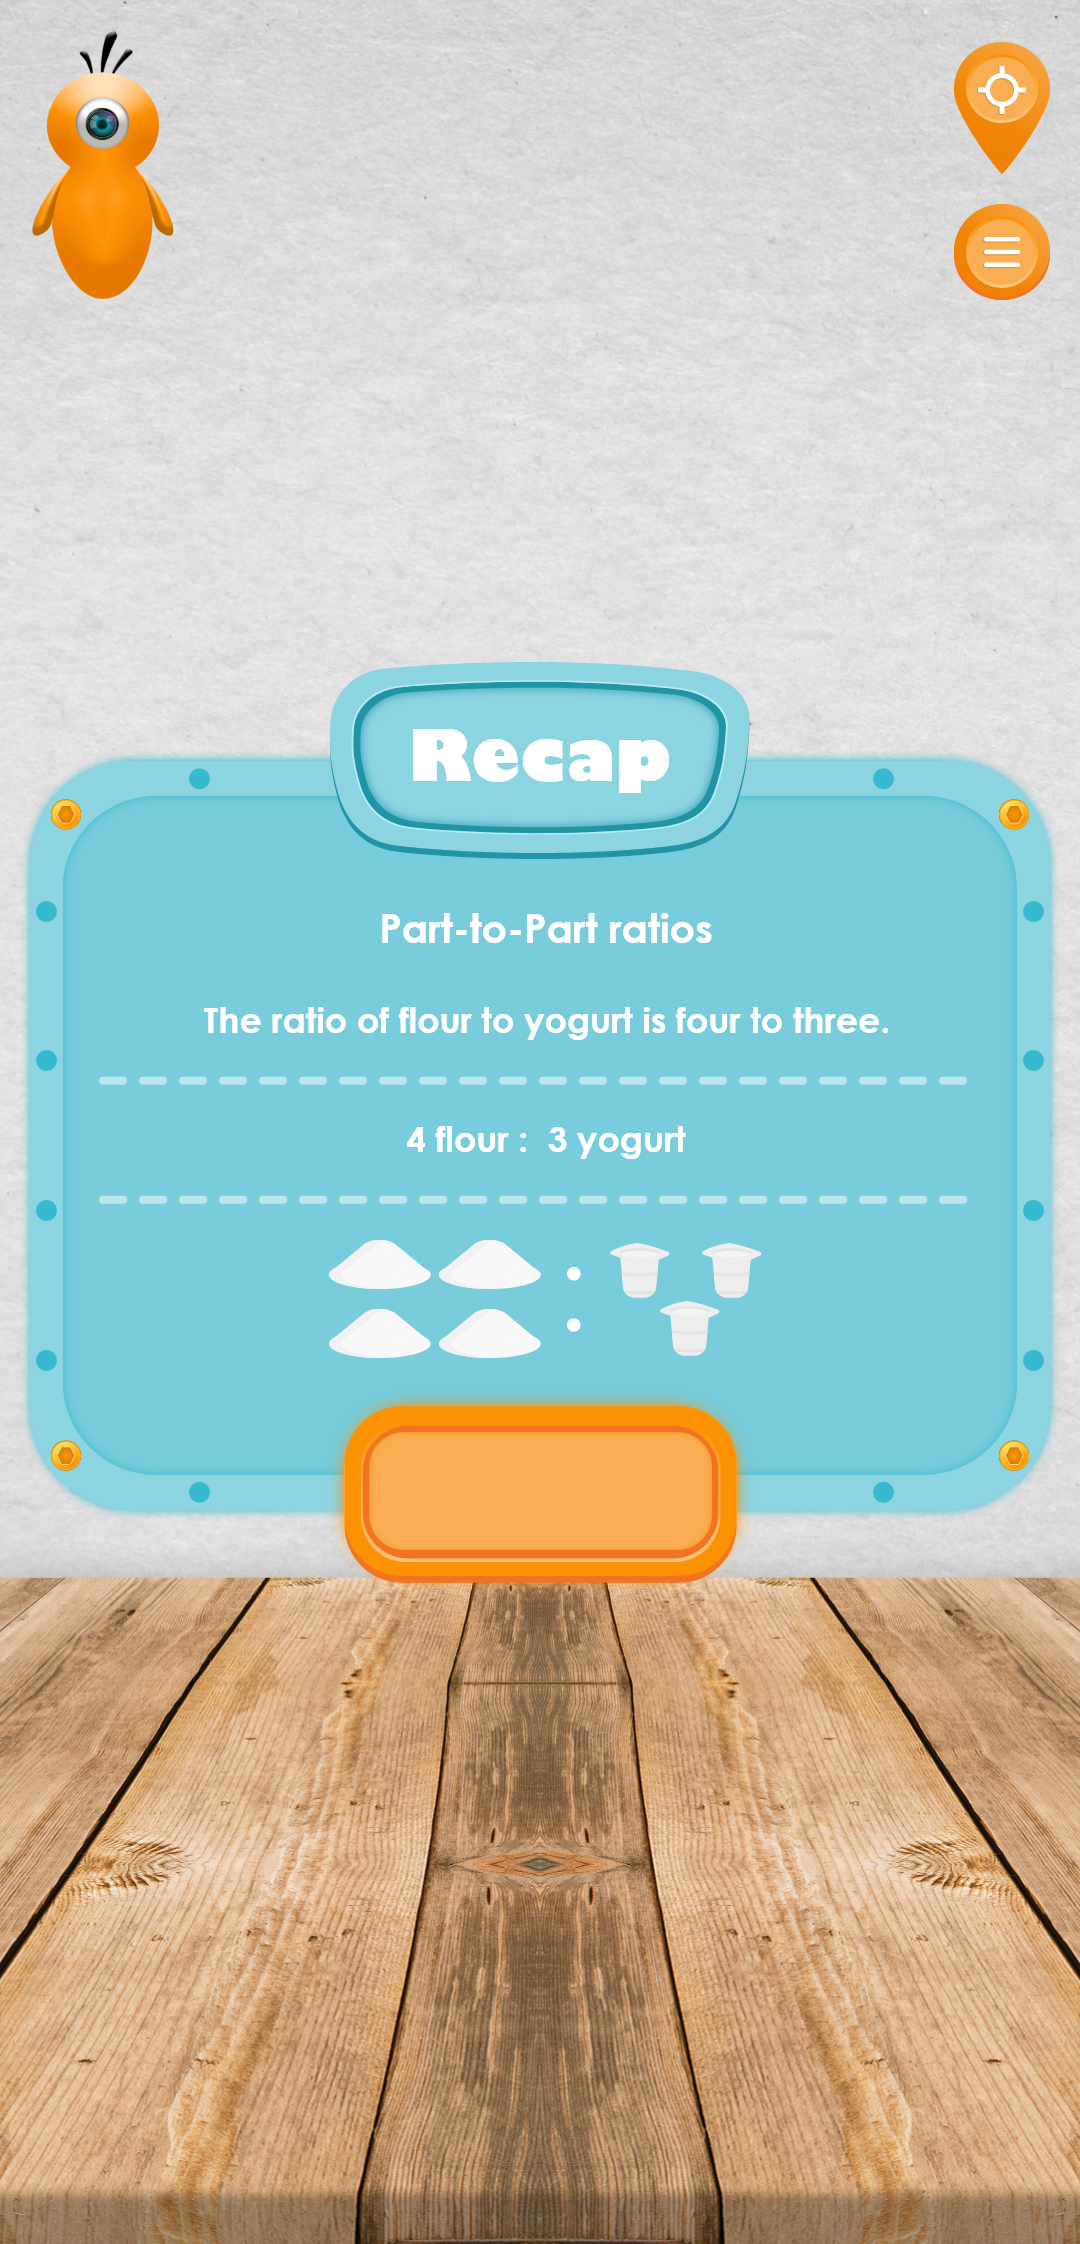 Recap
Part-to-Part ratios
The ratio of flour to yogurt is four to three.
4 flour : 3 yogurt